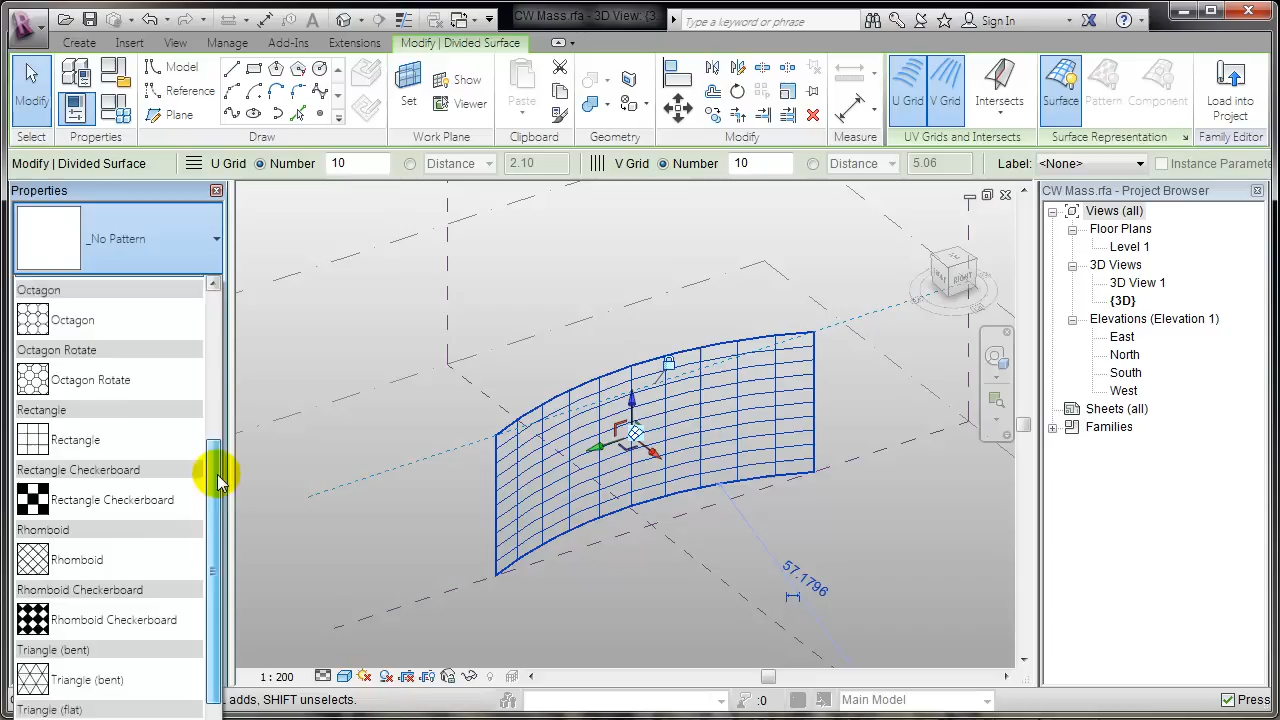 CW Mass.rfa - 3D View: {3
Type a keyword or phrase
Sign In
Create
Insert
View
Manage
Add-Ins
Extensions
Modify | Divided Surface
Modify
Select
Properties
Model
Reference
Plane
Draw
Set
Show
Viewer
Work Plane
Paste
Clipboard
Geometry
Modify
Measure
U Grid
V Grid
Intersects
UV Grids and Intersects
Surface
Pattern
Component
Surface Representation
Load into
Project
Family Editor
Modify | Divided Surface
U Grid
Number
10
Distance
2.10
V Grid
Number
10
Distance
5.06
Label:
<None>
Instance Paramete
Properties
_No Pattern
Octagon
Octagon
Octagon Rotate
Octagon Rotate
Rectangle
Rectangle
Rectangle Checkerboard
Rectangle Checkerboard
Rhomboid
Rhomboid
Rhomboid Checkerboard
Rhomboid Checkerboard
Triangle (bent)
Triangle (bent)
Triangle (flat)
RIGHT
57.1796
CW Mass.rfa - Project Browser
Views (all)
Floor Plans
Level 1
3D Views
3D View 1
{3D}
Elevations (Elevation 1)
East
North
South
West
Sheets (all)
Families
1 : 200
adds, SHIFT unselects.
:0
Main Model
Press